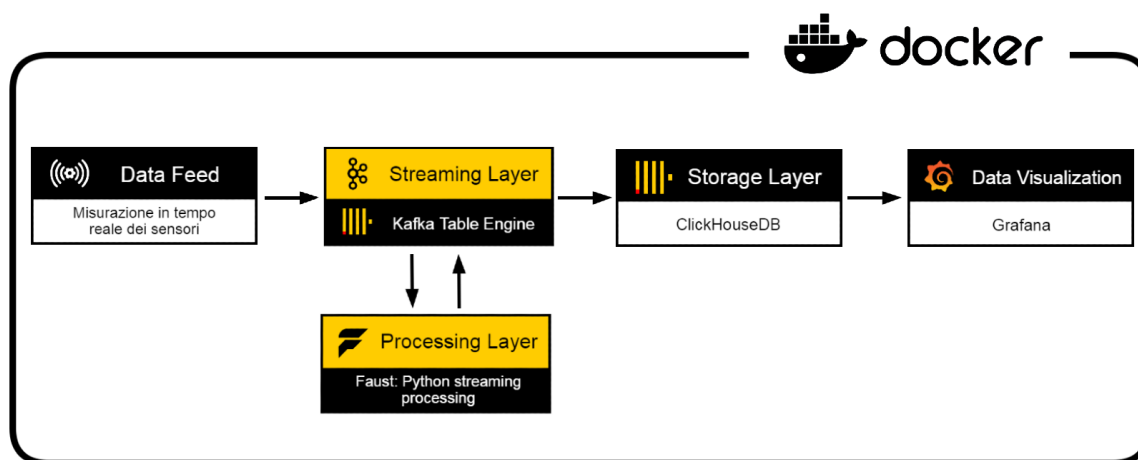 docker
Data Feed
Misurazione in tempo
reale dei sensori
Streaming Layer
Kafka Table Engine
Storage Layer
ClickHouseDB
Data Visualization
Grafana
Processing Layer
Faust: Python streaming
processing